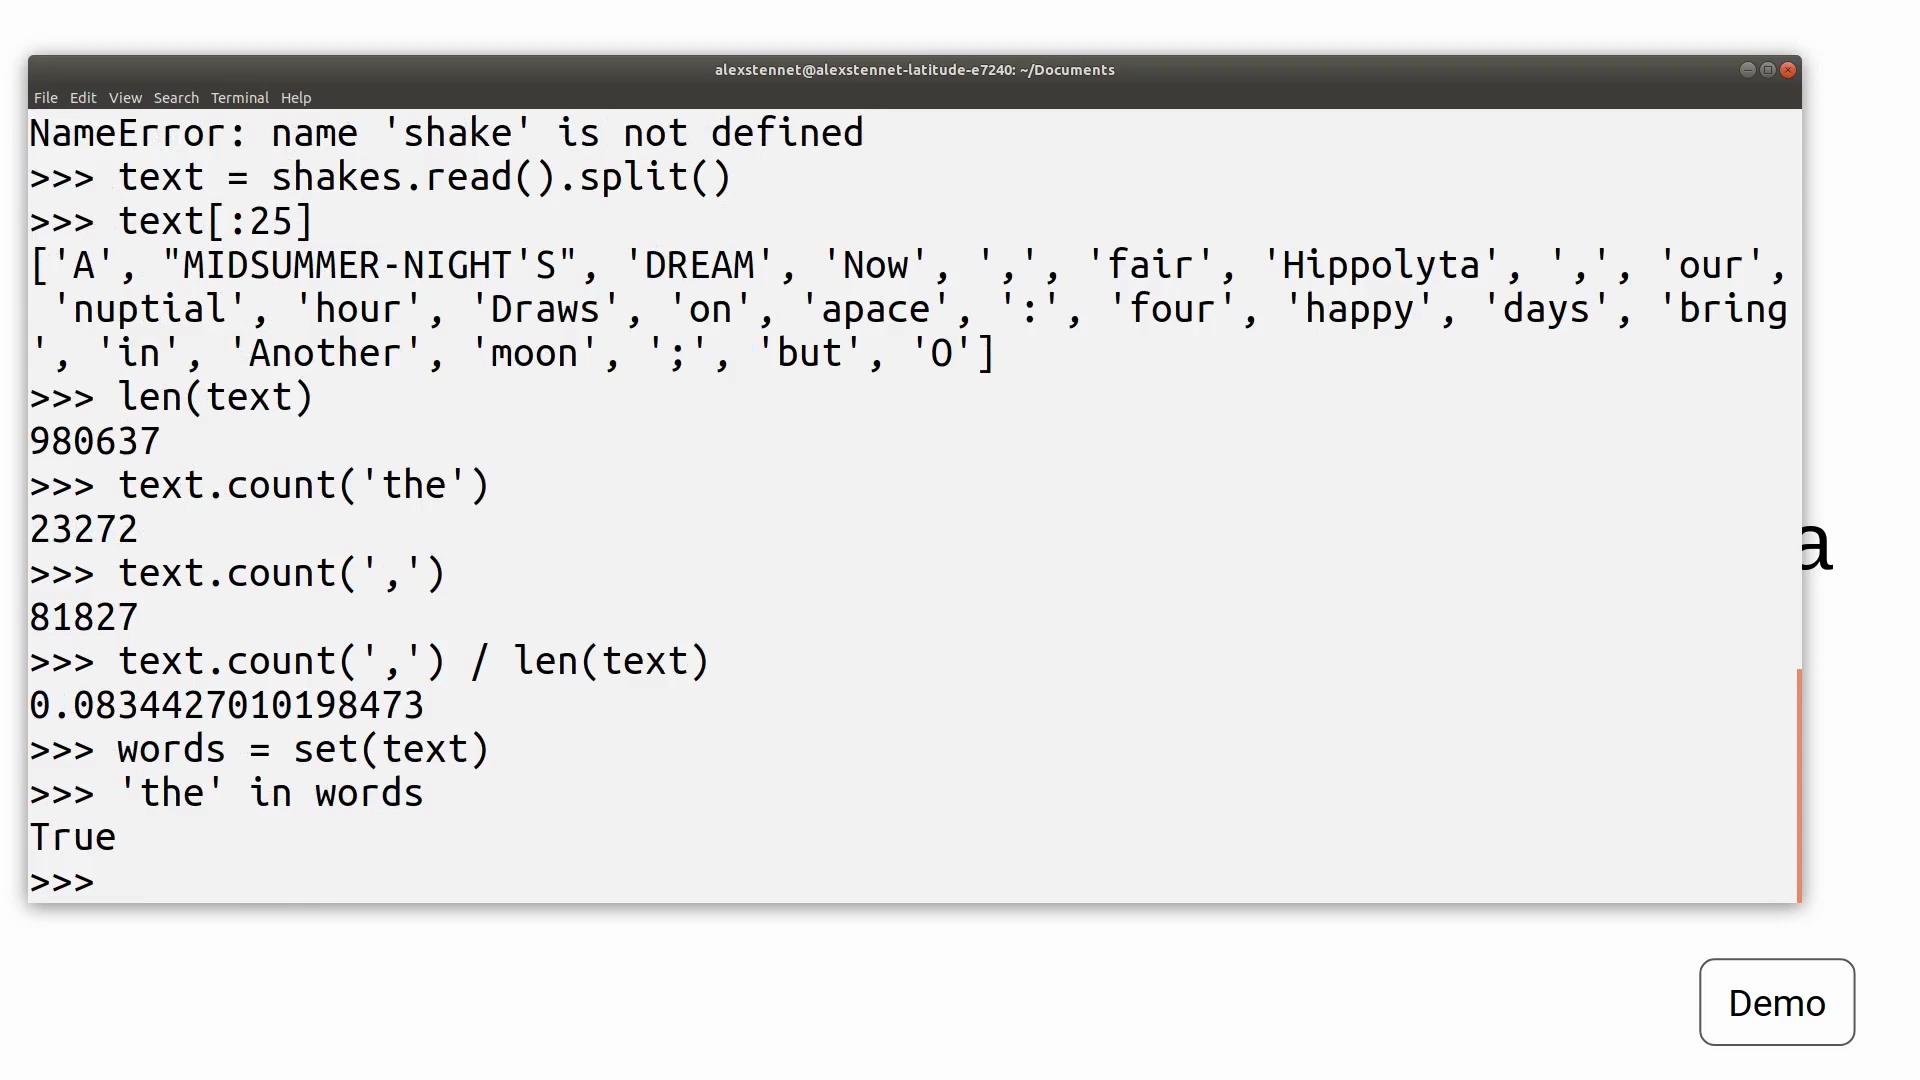 alexstennet@alexstennet-latitude-e7240: ~/Documents
File Edit View Search Terminal Help
NameError: name 'shake' is not defined
>>> text = shakes.read().split()
>>> text[:25]
['A', "MIDSUMMER-NIGHT'S", 'DREAM', 'Now', ',', 'fair', 'Hippolyta', ',', 'our',
 'nuptial', 'hour', 'Draws', 'on', 'apace', ':', 'four', 'happy', 'days', 'bring
', 'in', 'Another', 'moon', ';', 'but', 'O']
>>> len(text)
980637
>>> text.count('the')
23272
>>> text.count(',')
81827
>>> text.count(',') / len(text)
0.0834427010198473
>>> words = set(text)
>>> 'the' in words
True
>>>
a
Demo